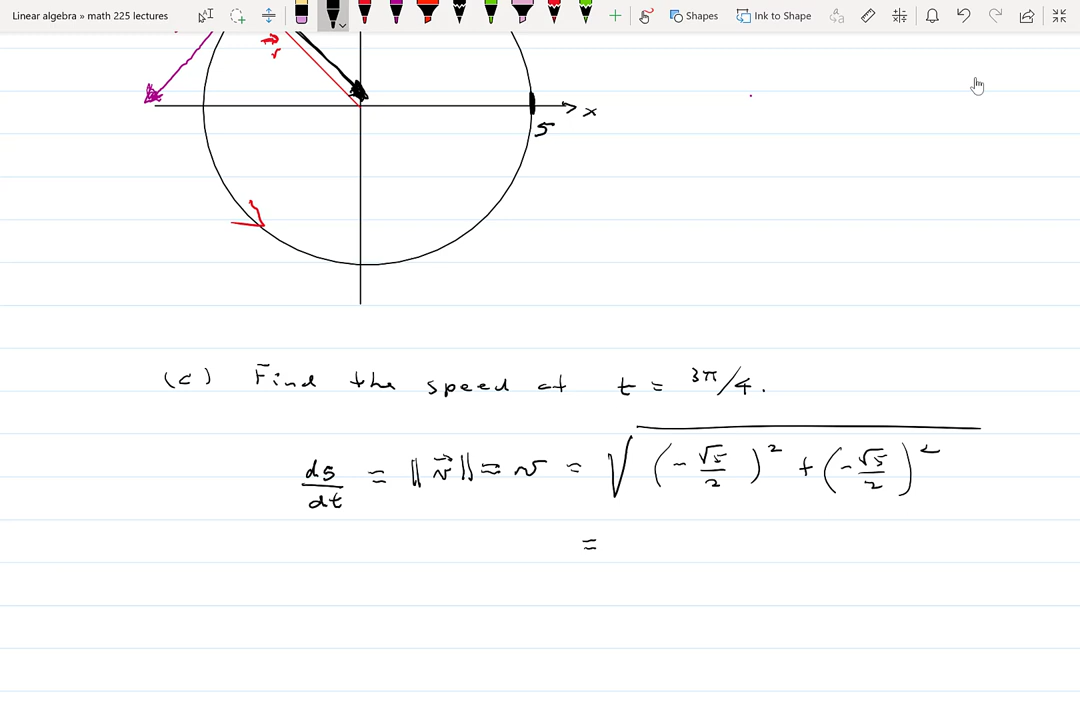 Linear algebra » math 225 lectures
Shapes
Ink to Shape
r⃗
x
5
(c) Find the speed at t = 3π/4.
ds/dt = ‖v⃗‖ = v = √((-√5/2)² + (-√5/2)²)
=